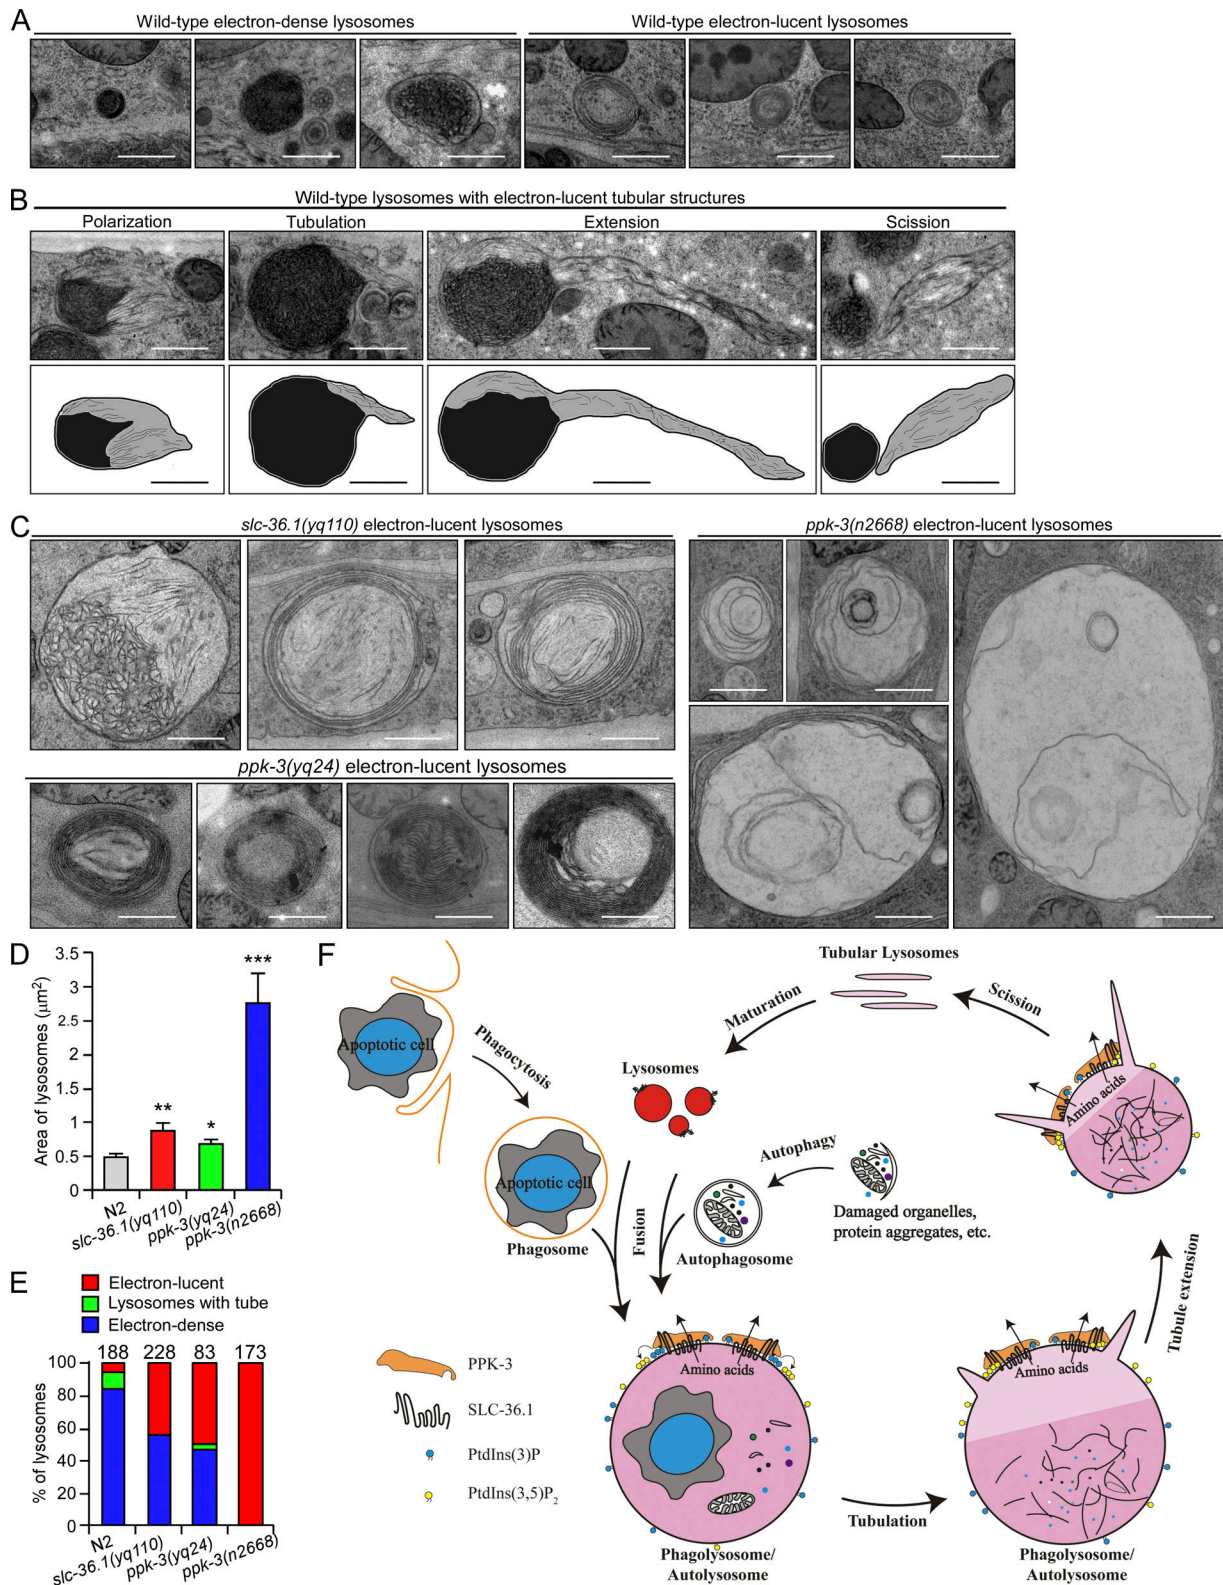 A
Wild-type electron-dense lysosomes
Wild-type electron-lucent lysosomes
B
Wild-type lysosomes with electron-lucent tubular structures
Polarization
Tubulation
Extension
Scission
C
slc-36.1(yq110) electron-lucent lysosomes
ppk-3(n2668) electron-lucent lysosomes
ppk-3(yq24) electron-lucent lysosomes
D
Area of lysosomes (μm²)
3.5
3
2.5
2
1.5
1
0.5
0
**
*
***
N2
slc-36.1(yq110)
ppk-3(yq24)
ppk-3(n2668)
E
Electron-lucent
Lysosomes with tube
Electron-dense
188 228 83 173
% of lysosomes
100
80
60
40
20
0
N2
slc-36.1(yq110)
ppk-3(yq24)
ppk-3(n2668)
F
Apoptotic cell
Phagocytosis
Apoptotic cell
Phagosome
Tubular Lysosomes
Maturation
Scission
Lysosomes
Amino acids
Autophagy
Damaged organelles,
protein aggregates, etc.
Autophagosome
Fusion
Tubule extension
PPK-3
SLC-36.1
PtdIns(3)P
PtdIns(3,5)P₂
Amino acids
Amino acids
Tubulation
Phagolysosome/
Autolysosome
Phagolysosome/
Autolysosome